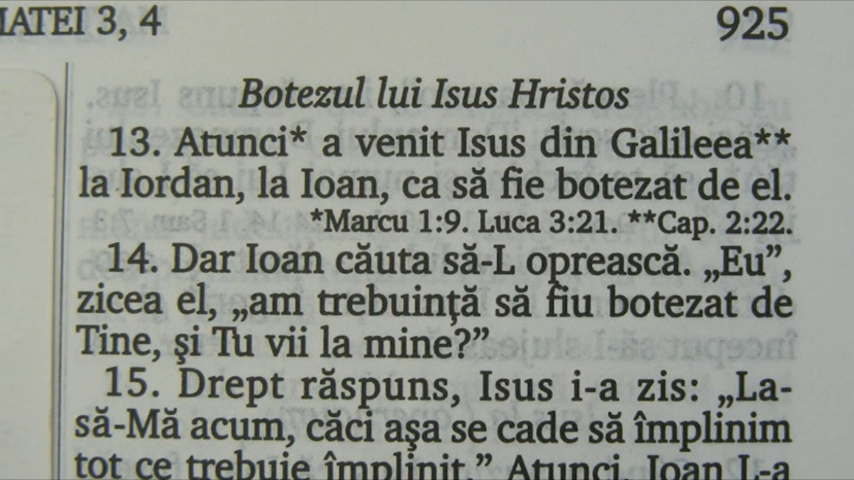 MATEI 3, 4 925
Botezul lui Isus Hristos
13. Atunci* a venit Isus din Galileea**
la Iordan, la Ioan, ca să fie botezat de el.
*Marcu 1:9. Luca 3:21. **Cap. 2:22.
14. Dar Ioan căuta să-L oprească. „Eu”,
zicea el, „am trebuinţă să fiu botezat de
Tine, şi Tu vii la mine?”
15. Drept răspuns, Isus i-a zis: „La-
să-Mă acum, căci aşa se cade să împlinim
tot ce trebuie împlinit.” Atunci, Ioan L-a